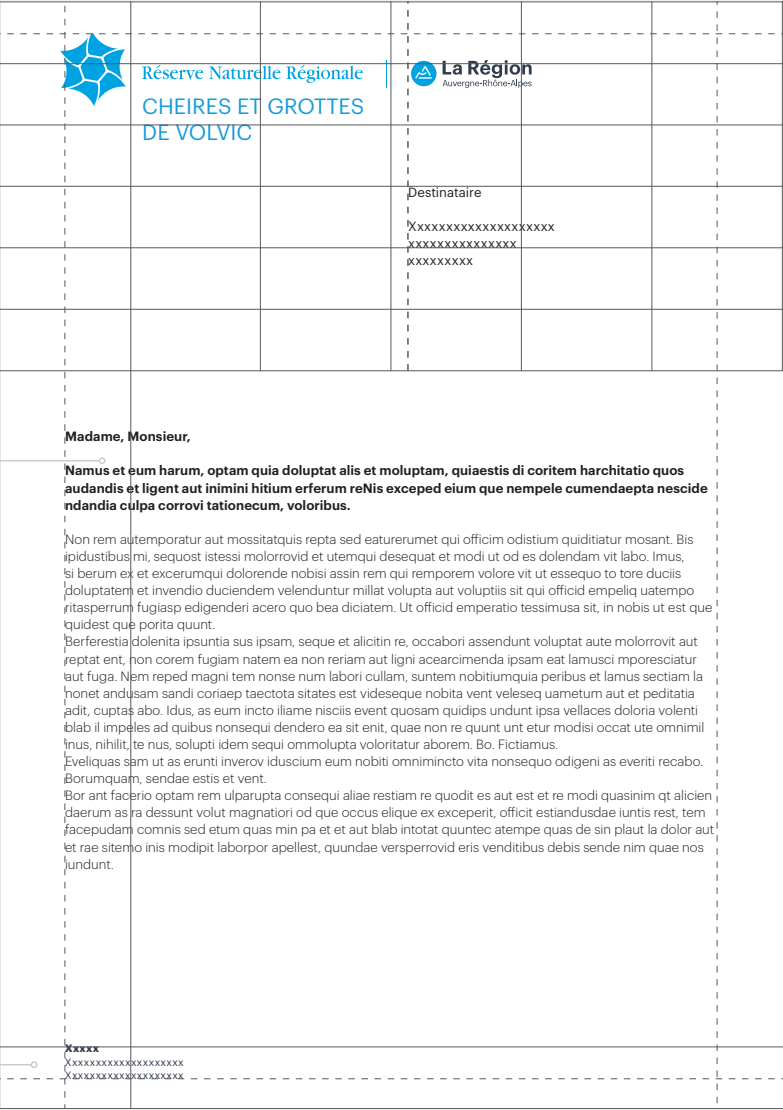 Réserve Naturelle Régionale
CHEIRES ET GROTTES
DE VOLVIC
La Région
Auvergne-Rhône-Alpes
Destinataire
Xxxxxxxxxxxxxxxxxxxx
xxxxxxxxxxxxxxx
xxxxxxxxx
Madame, Monsieur,
Namus et eum harum, optam quia doluptat alis et moluptam, quiaestis di coritem harchitatio quos
audandis et ligent aut inimini hitium erferum reNis exceped eium que nempele cumendaepta nescide
ndandia culpa corrovi tationecum, voloribus.
Non rem autemporatur aut mossitatquis repta sed eaturerumet qui officim odistium quiditiatur mosant. Bis
ipidustibus mi, sequost istessi molorrovid et utemqui desequat et modi ut od es dolendam vit labo. Imus,
si berum ex et excerumqui dolorende nobisi assin rem qui remporem volore vit ut essequo to tore duciis
doluptatem et invendio duciendem velenduntur millat volupta aut voluptiis sit qui officid empeliq uatempo
ritasperrum fugiasp edigenderi acero quo bea diciatem. Ut officid emperatio tessimusa sit, in nobis ut est que
quidest que porita quunt.
Berferestia dolenita ipsuntia sus ipsam, seque et alicitin re, occabori assendunt voluptat aute molorrovit aut
reptat ent, non corem fugiam natem ea non reriam aut ligni acearcimenda ipsam eat lamusci mporesciatur
aut fuga. Nem reped magni tem nonse num labori cullam, suntem nobitiumquia peribus et lamus sectiam la
nonet andusam sandi coriaep taectota sitates est videseque nobita vent veleseq uametum aut et peditatia
adit, cuptas abo. Idus, as eum incto iliame nisciis event quosam quidips undunt ipsa vellaces doloria volenti
blab il impeles ad quibus nonsequi dendero ea sit enit, quae non re quunt unt etur modisi occat ute omnimil
inus, nihilit, te nus, solupti idem sequi ommolupta voloritatur aborem. Bo. Fictiamus.
Eveliquas sam ut as erunti inverov iduscium eum nobiti omnimincto vita nonsequo odigeni as everiti recabo.
Borumquam, sendae estis et vent.
Bor ant facerio optam rem ulparupta consequi aliae restiam re quodit es aut est et re modi quasinim qt alicien
daerum as ra dessunt volut magnatiori od que occus elique ex exceperit, officit estiandusdae iuntis rest, tem
facepudam comnis sed etum quas min pa et et aut blab intotat quuntec atempe quas de sin plaut la dolor aut
et rae sitemo inis modipit laborpor apellest, quundae versperrovid eris venditibus debis sende nim quae nos
iundunt.
Xxxxx
Xxxxxxxxxxxxxxxxxxxx
Xxxxxxxxxxxxxxxxxxxx